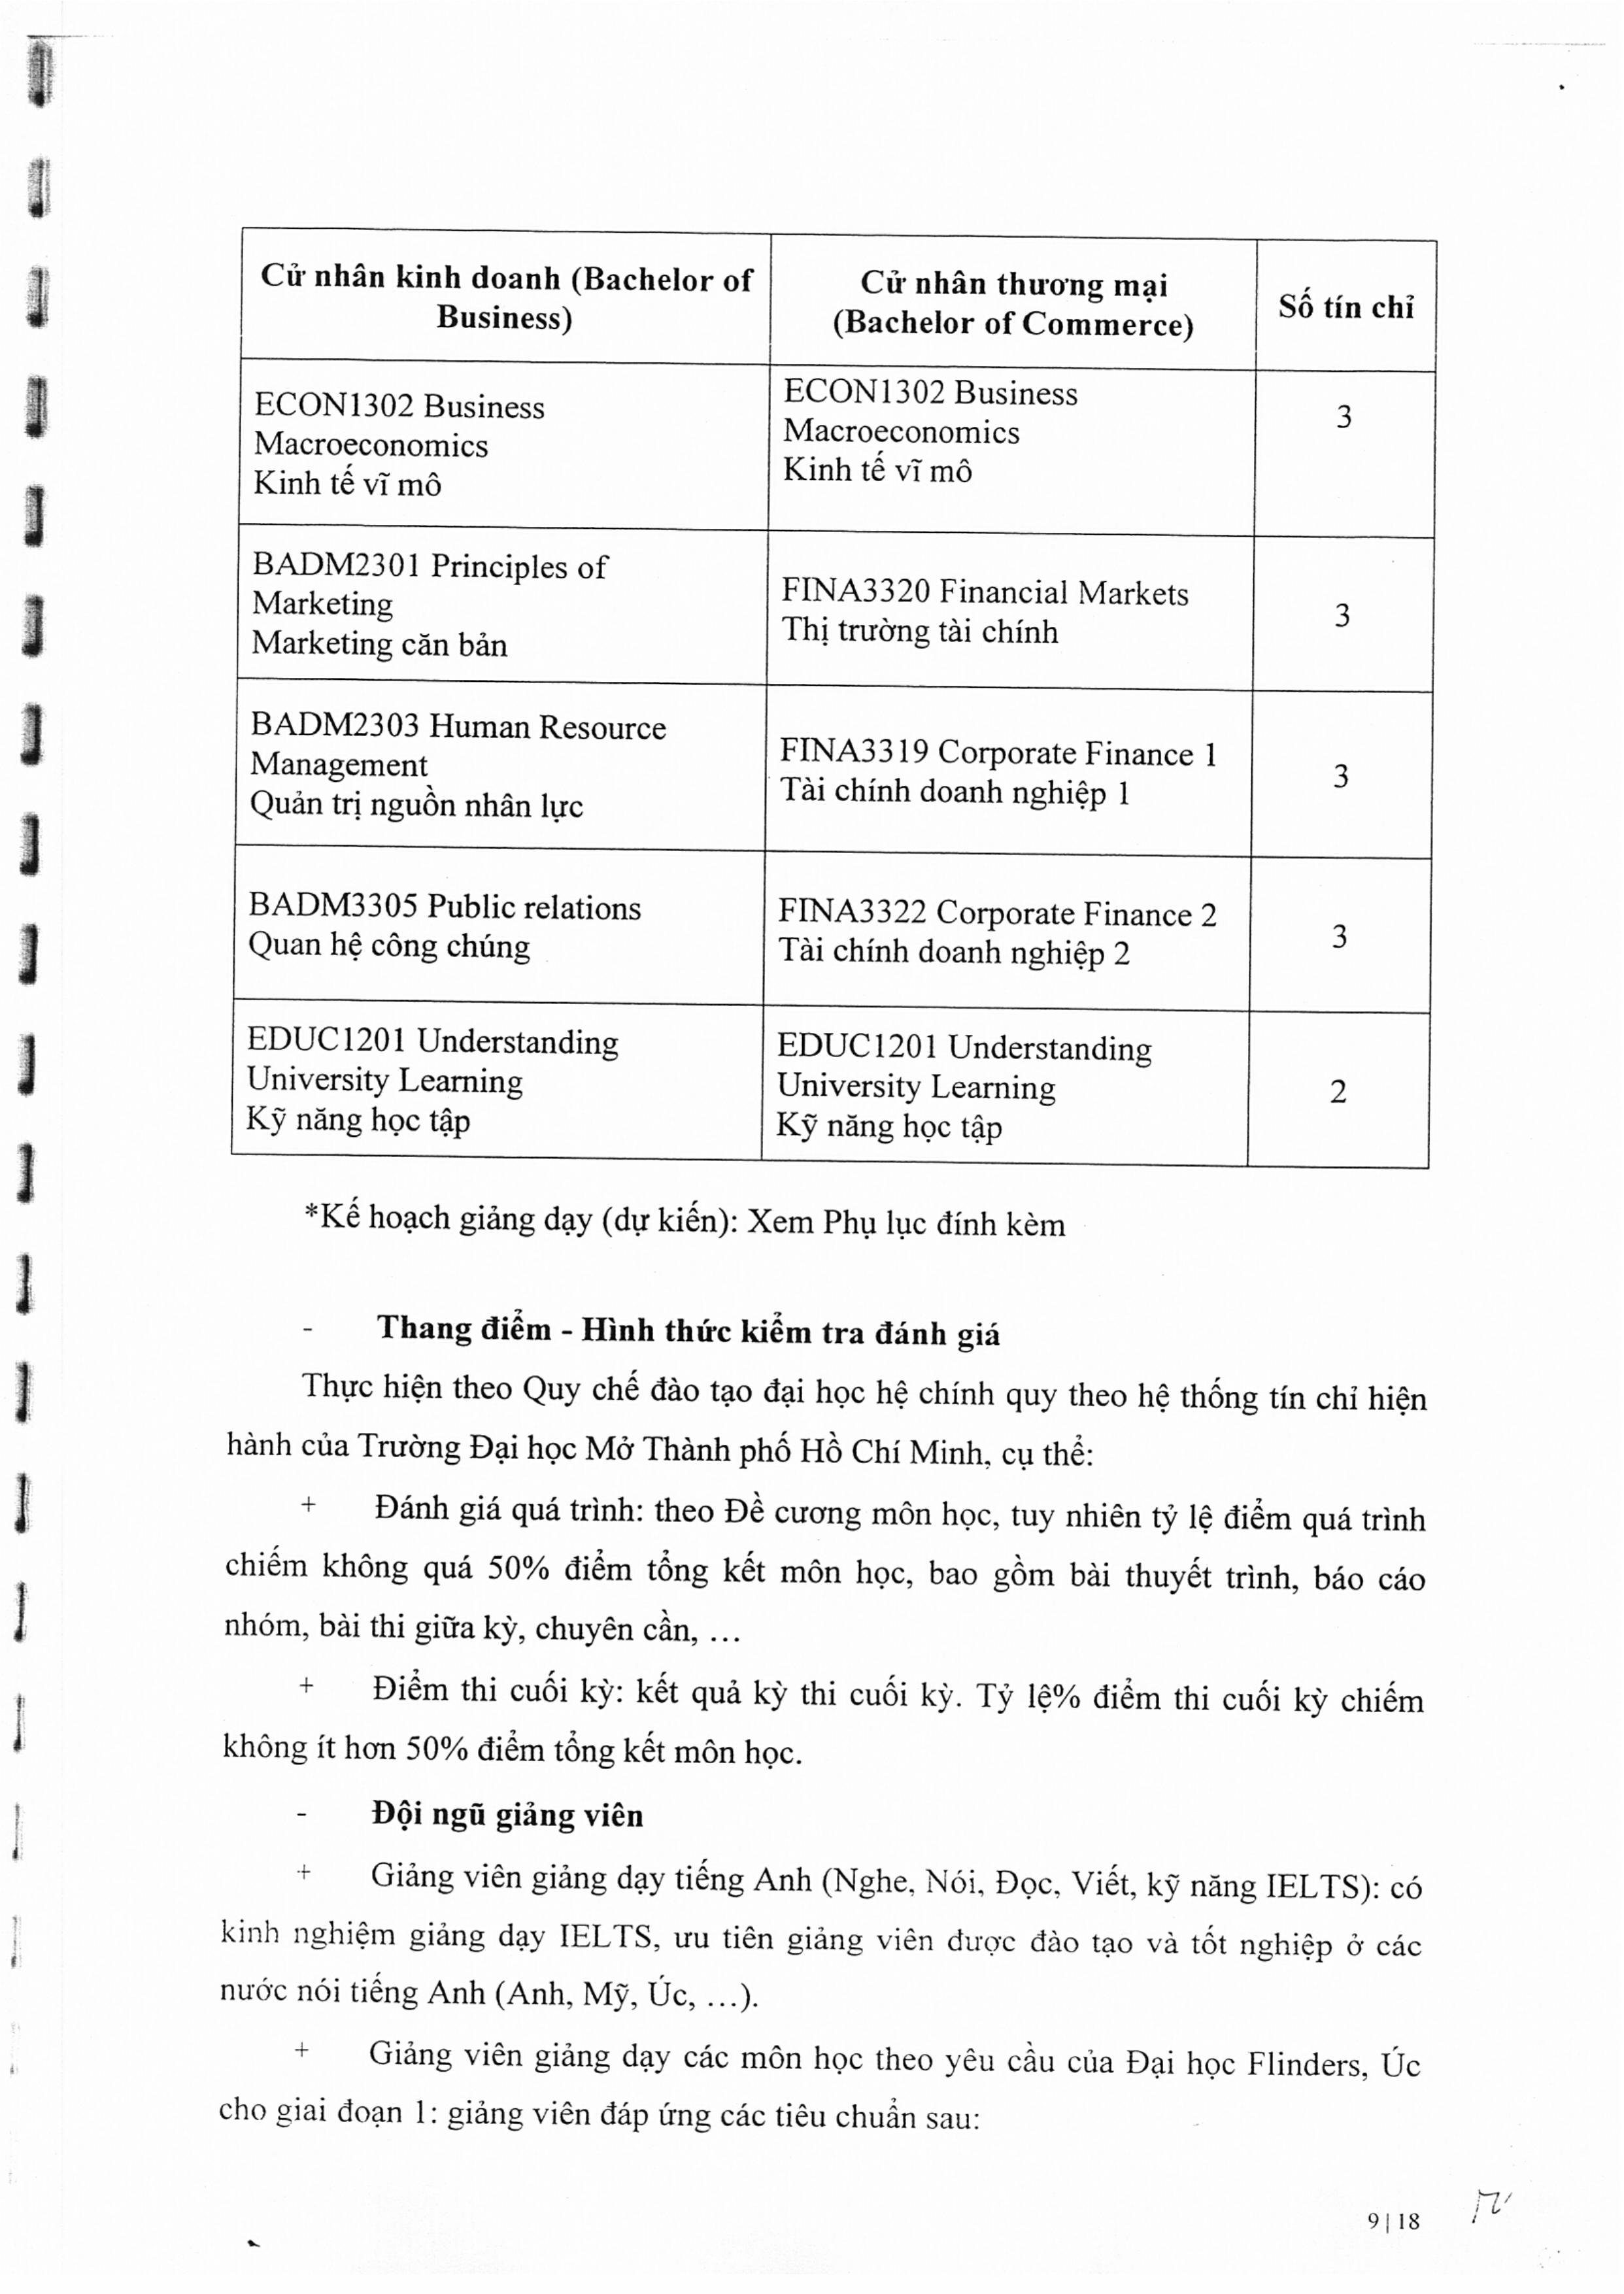 Cử nhân kinh doanh (Bachelor of
Business)
Cử nhân thương mại
(Bachelor of Commerce)
Số tín chỉ
ECON1302 Business
Macroeconomics
Kinh tế vĩ mô
ECON1302 Business
Macroeconomics
Kinh tế vĩ mô
3
BADM2301 Principles of
Marketing
Marketing căn bản
FINA3320 Financial Markets
Thị trường tài chính
3
BADM2303 Human Resource
Management
Quản trị nguồn nhân lực
FINA3319 Corporate Finance 1
Tài chính doanh nghiệp 1
3
BADM3305 Public relations
Quan hệ công chúng
FINA3322 Corporate Finance 2
Tài chính doanh nghiệp 2
3
EDUC1201 Understanding
University Learning
Kỹ năng học tập
EDUC1201 Understanding
University Learning
Kỹ năng học tập
2
*Kế hoạch giảng dạy (dự kiến): Xem Phụ lục đính kèm
- Thang điểm - Hình thức kiểm tra đánh giá
Thực hiện theo Quy chế đào tạo đại học hệ chính quy theo hệ thống tín chỉ hiện
hành của Trường Đại học Mở Thành phố Hồ Chí Minh, cụ thể:
+ Đánh giá quá trình: theo Đề cương môn học, tuy nhiên tỷ lệ điểm quá trình
chiếm không quá 50% điểm tổng kết môn học, bao gồm bài thuyết trình, báo cáo
nhóm, bài thi giữa kỳ, chuyên cần, ...
+ Điểm thi cuối kỳ: kết quả kỳ thi cuối kỳ. Tỷ lệ% điểm thi cuối kỳ chiếm
không ít hơn 50% điểm tổng kết môn học.
- Đội ngũ giảng viên
+ Giảng viên giảng dạy tiếng Anh (Nghe, Nói, Đọc, Viết, kỹ năng IELTS): có
kinh nghiệm giảng dạy IELTS, ưu tiên giảng viên được đào tạo và tốt nghiệp ở các
nước nói tiếng Anh (Anh, Mỹ, Úc, ...).
+ Giảng viên giảng dạy các môn học theo yêu cầu của Đại học Flinders, Úc
cho giai đoạn 1: giảng viên đáp ứng các tiêu chuẩn sau:
9 | 18